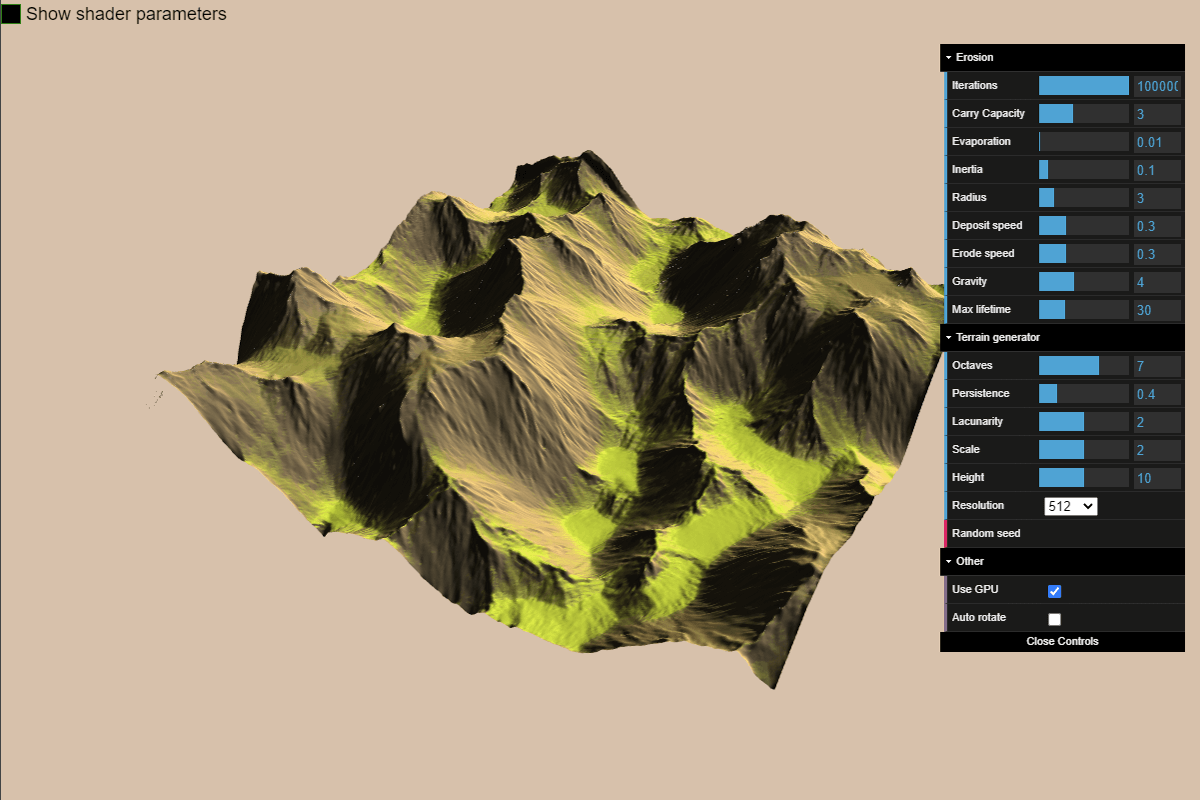 Show shader parameters
Erosion
Iterations 10000
Carry Capacity 3
Evaporation 0.01
Inertia 0.1
Radius 3
Deposit speed 0.3
Erode speed 0.3
Gravity 4
Max lifetime 30
Terrain generator
Octaves 7
Persistence 0.4
Lacunarity 2
Scale 2
Height 10
Resolution 512
Random seed
Other
Use GPU
Auto rotate
Close Controls